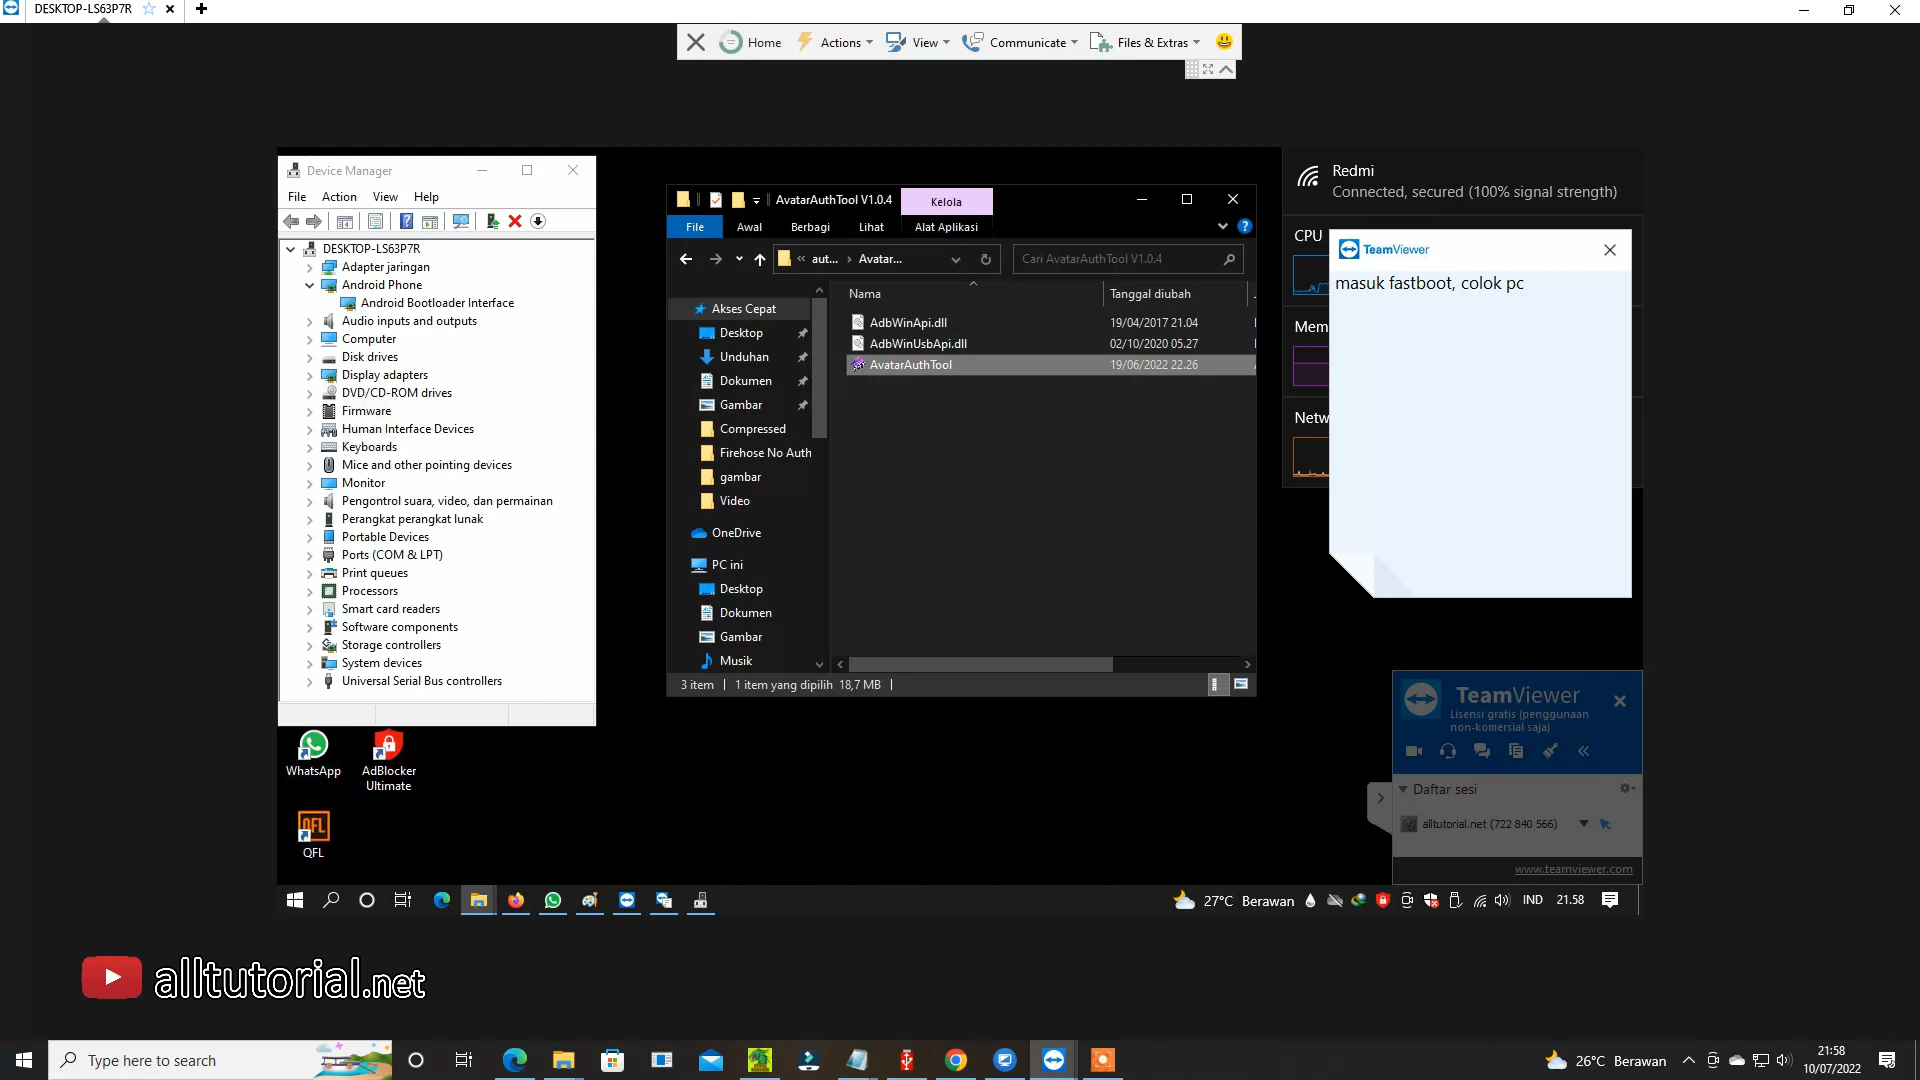 DESKTOP-LS63P7R
Home
Actions
View
Communicate
Files & Extras
Device Manager
File Action View Help
DESKTOP-LS63P7R
Adapter jaringan
Android Phone
Android Bootloader Interface
Audio inputs and outputs
Computer
Disk drives
Display adapters
DVD/CD-ROM drives
Firmware
Human Interface Devices
Keyboards
Mice and other pointing devices
Monitor
Pengontrol suara, video, dan permainan
Perangkat perangkat lunak
Portable Devices
Ports (COM & LPT)
Print queues
Processors
Smart card readers
Software components
Storage controllers
System devices
Universal Serial Bus controllers
AvatarAuthTool V1.0.4
Kelola
File Awal Berbagi Lihat Alat Aplikasi
« aut... › Avatar...
Cari AvatarAuthTool V1.0.4
Akses Cepat
Desktop
Unduhan
Dokumen
Gambar
Compressed
Firehose No Auth
gambar
Video
OneDrive
PC ini
Desktop
Dokumen
Gambar
Musik
Nama Tanggal diubah
AdbWinApi.dll 19/04/2017 21.04
AdbWinUsbApi.dll 02/10/2020 05.27
AvatarAuthTool 19/06/2022 22.26
3 item 1 item yang dipilih 18,7 MB
Redmi
Connected, secured (100% signal strength)
CPU
Mem
Netw
TeamViewer
masuk fastboot, colok pc
TeamViewer
Lisensi gratis (penggunaan
non-komersial saja)
Daftar sesi
alltutorial.net (722 840 566)
www.teamviewer.com
WhatsApp
AdBlocker
Ultimate
QFL
QFL
27°C Berawan
IND
21.58
alltutorial.net
Type here to search
26°C Berawan
21:58
10/07/2022